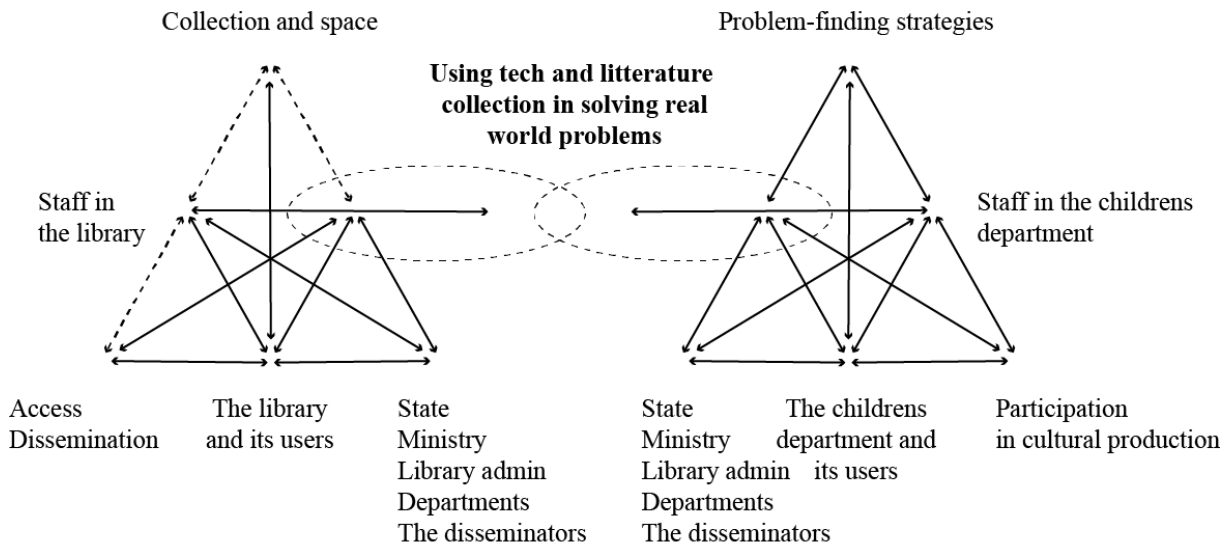 Collection and space
Problem-finding strategies
Using tech and litterature
collection in solving real
world problems
Staff in
the library
Staff in the childrens
department
Access
Dissemination
The library
and its users
State
Ministry
Library admin
Departments
The disseminators
State
Ministry
Library admin
Departments
The disseminators
The childrens
department and
its users
Participation
in cultural production